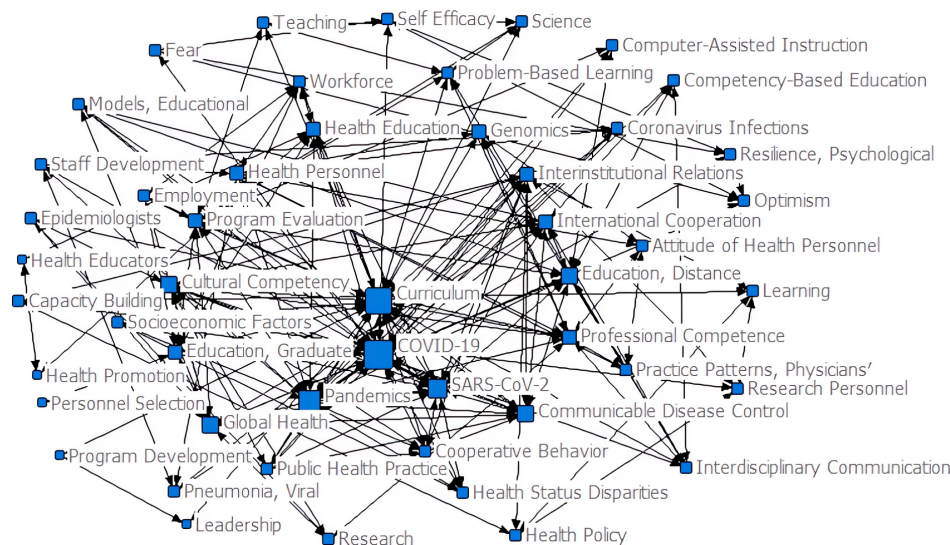 Teaching
Self Efficacy
Science
Fear
Computer-Assisted Instruction
Workforce
Problem-Based Learning
Competency-Based Education
Models, Educational
Health Education
Genomics
Coronavirus Infections
Resilience, Psychological
Staff Development
Health Personnel
Interinstitutional Relations
Employment
Optimism
Epidemiologists
Program Evaluation
International Cooperation
Attitude of Health Personnel
Health Educators
Cultural Competency
Education, Distance
Capacity Building
Curriculum
Learning
Socioeconomic Factors
Professional Competence
Education, Graduate
COVID-19
Health Promotion
Practice Patterns, Physicians’
Pandemics
SARS-CoV-2
Research Personnel
Personnel Selection
Global Health
Communicable Disease Control
Program Development
Public Health Practice
Cooperative Behavior
Interdisciplinary Communication
Pneumonia, Viral
Health Status Disparities
Leadership
Research
Health Policy